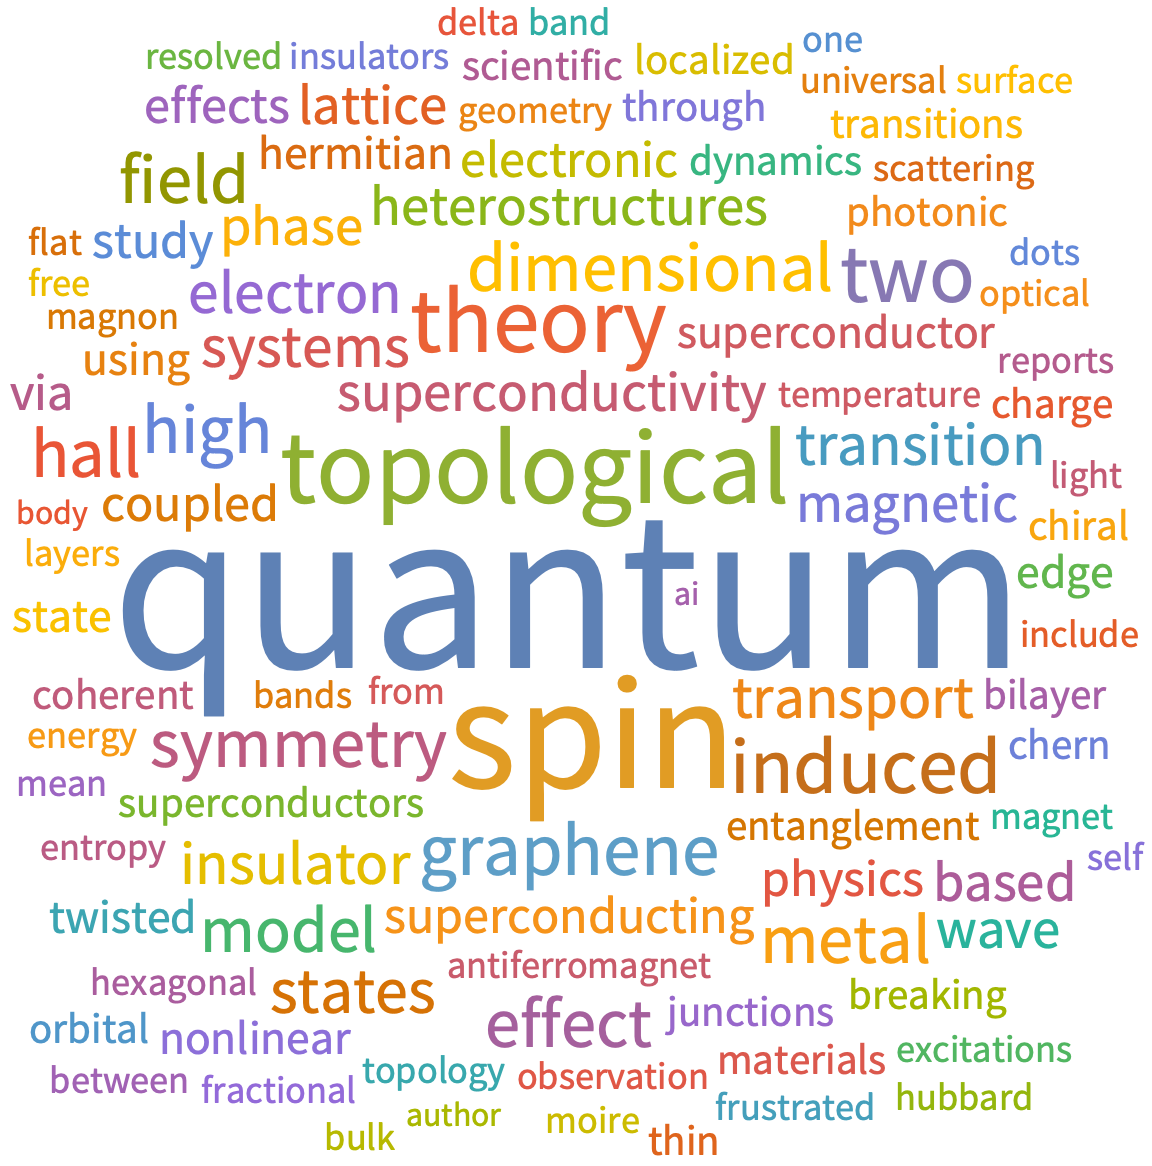 delta band
resolved insulators scientific localized one
universal surface
effects lattice geometry through
transitions
hermitian electronic dynamics scattering
field
heterostructures photonic
flat study phase
dimensional two dots
free electron optical
magnon theory superconductor
using systems reports
via superconductivity temperature charge
hall high topological transition light
body coupled magnetic chiral
layers quantum edge
ai
state include
coherent bands from spin transport bilayer
energy symmetry induced chern
mean superconductors
entanglement magnet
entropy insulator graphene self
physics based
twisted model superconducting metal wave
hexagonal states antiferromagnet
effect junctions breaking
orbital nonlinear
materials excitations
between fractional topology observation
frustrated hubbard
author moire
bulk thin